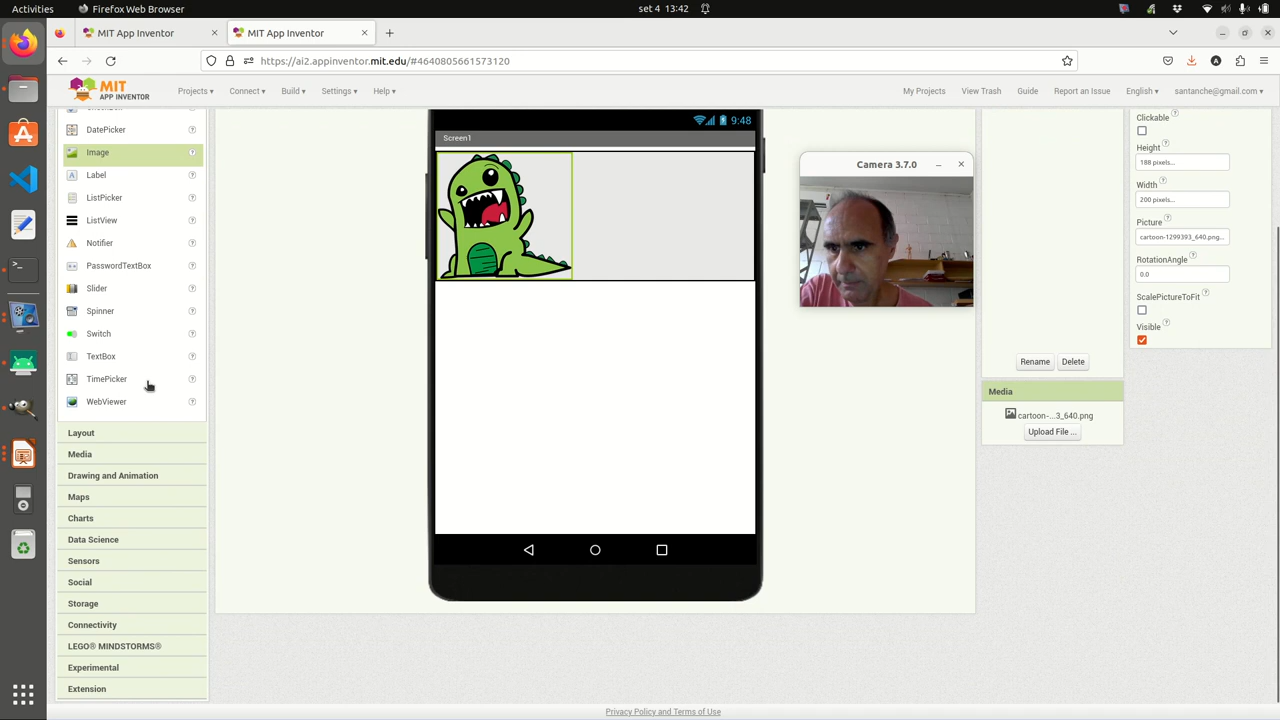 Activities
Firefox Web Browser
set 4 13:42
MIT App Inventor
MIT App Inventor
https://ai2.appinventor.mit.edu/#4640805661573120
MIT
APP INVENTOR
Projects
Connect
Build
Settings
Help
My Projects
View Trash
Guide
Report an Issue
English
santanche@gmail.com
DatePicker
Image
Label
ListPicker
ListView
Notifier
PasswordTextBox
Slider
Spinner
Switch
TextBox
TimePicker
WebViewer
Layout
Media
Drawing and Animation
Maps
Charts
Data Science
Sensors
Social
Storage
Connectivity
LEGO® MINDSTORMS®
Experimental
Extension
9:48
Screen1
Camera 3.7.0
Rename
Delete
Media
cartoon-...3_640.png
Upload File ...
Clickable
Height
188 pixels...
Width
200 pixels...
Picture
cartoon-1299393_640.png...
RotationAngle
0.0
ScalePictureToFit
Visible
Privacy Policy and Terms of Use